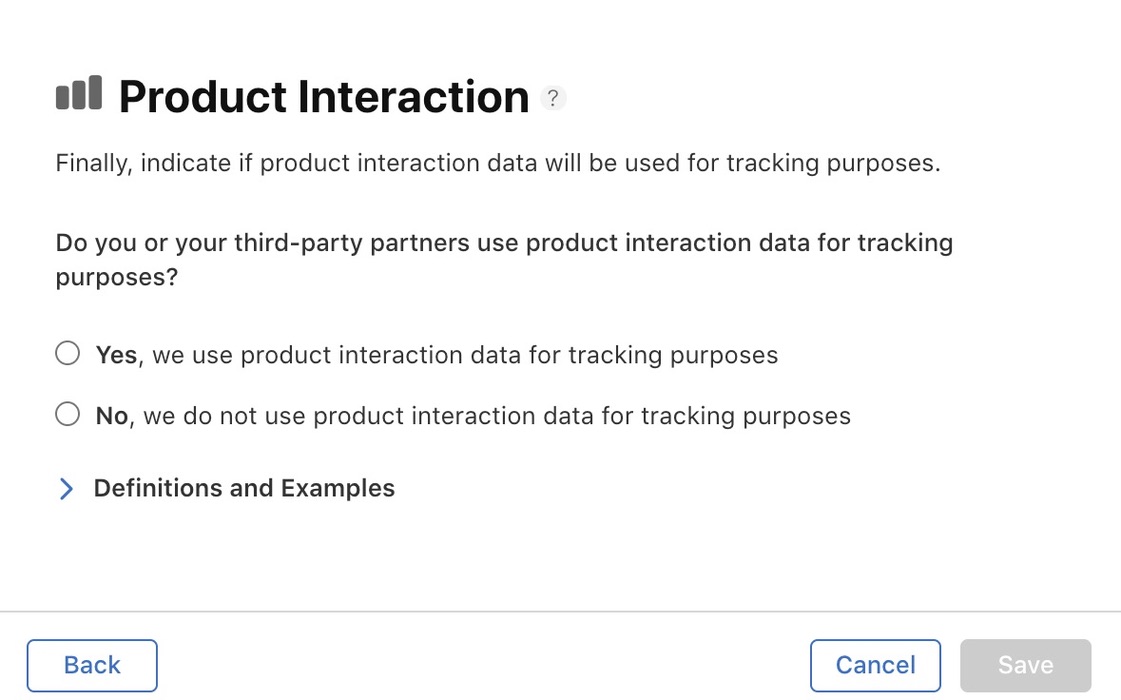 Product Interaction ?
Finally, indicate if product interaction data will be used for tracking purposes.
Do you or your third-party partners use product interaction data for tracking
purposes?
Yes, we use product interaction data for tracking purposes
No, we do not use product interaction data for tracking purposes
Definitions and Examples
Back
Cancel
Save